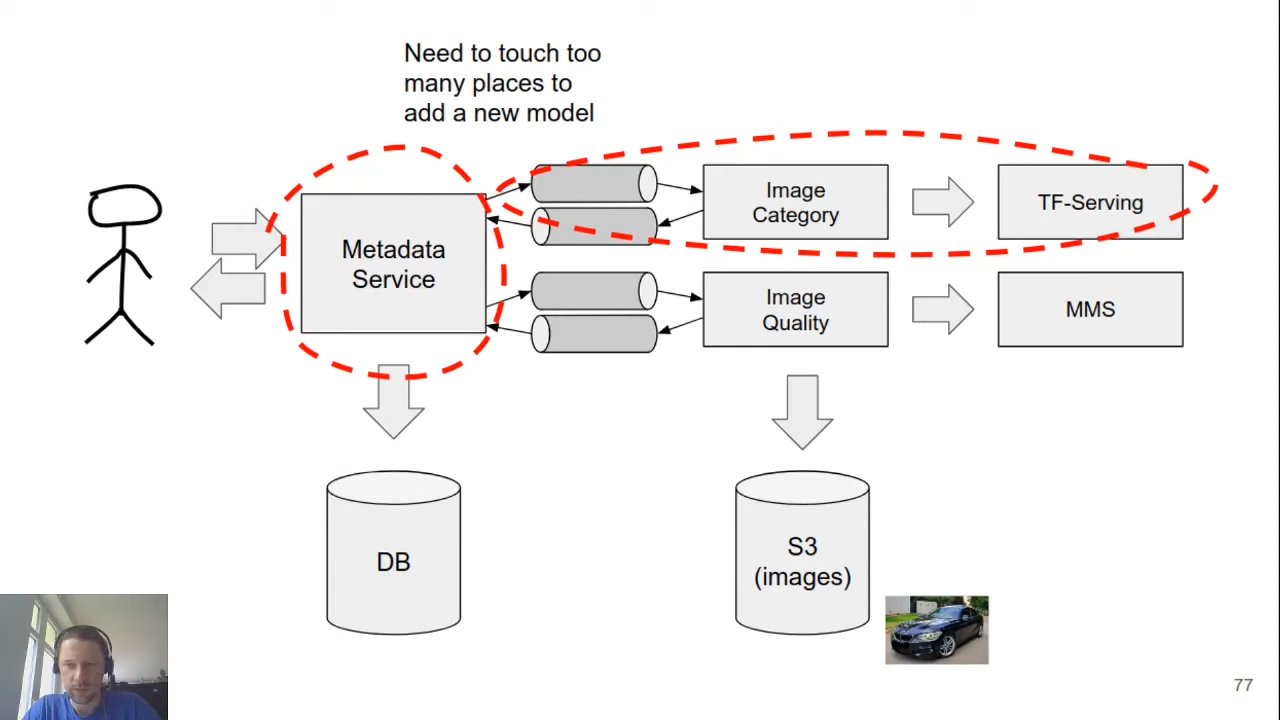 Need to touch too
many places to
add a new model
Metadata
Service
Image
Category
TF-Serving
Image
Quality
MMS
DB
S3
(images)
77